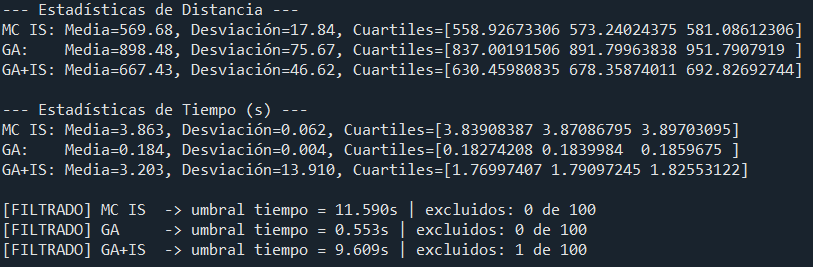 --- Estadísticas de Distancia ---
MC IS: Media=569.68, Desviación=17.84, Cuartiles=[558.92673306 573.24024375 581.08612306]
GA:    Media=898.48, Desviación=75.67, Cuartiles=[837.00191506 891.79963838 951.7907919 ]
GA+IS: Media=667.43, Desviación=46.62, Cuartiles=[630.45980835 678.35874011 692.82692744]
--- Estadísticas de Tiempo (s) ---
MC IS: Media=3.863, Desviación=0.062, Cuartiles=[3.83908387 3.87086795 3.89703095]
GA:    Media=0.184, Desviación=0.004, Cuartiles=[0.18274208 0.1839984  0.1859675 ]
GA+IS: Media=3.203, Desviación=13.910, Cuartiles=[1.76997407 1.79097245 1.82553122]
[FILTRADO] MC IS  -> umbral tiempo = 11.590s | excluidos: 0 de 100
[FILTRADO] GA     -> umbral tiempo = 0.553s | excluidos: 0 de 100
[FILTRADO] GA+IS  -> umbral tiempo = 9.609s | excluidos: 1 de 100